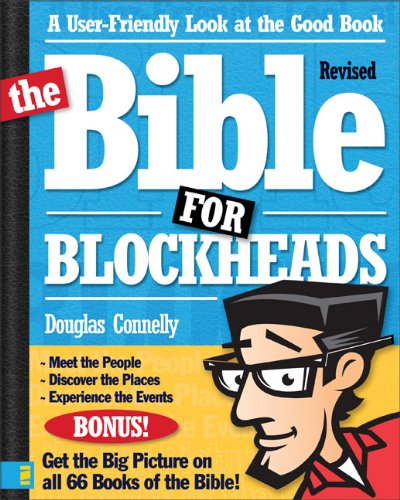 A User-Friendly Look at the Good Book
the
Bible
Revised
FOR
BLOCKHEADS
Douglas Connelly
~ Meet the People
~ Discover the Places
~ Experience the Events
BONUS!
Get the Big Picture on
all 66 Books of the Bible!